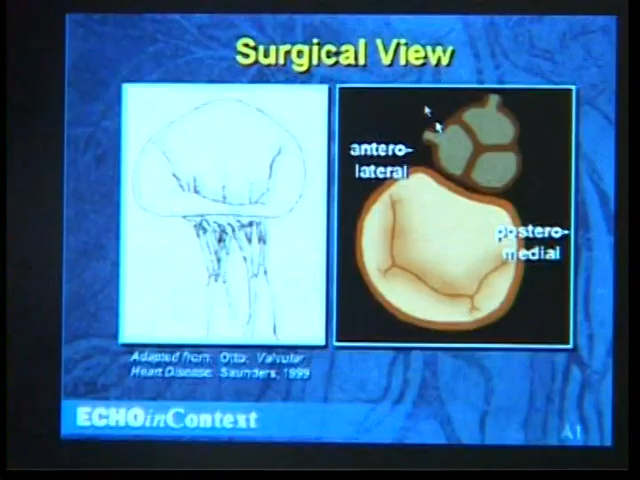 Surgical View
antero-
lateral
postero-
medial
Adapted from: Otto, Valvular
Heart Disease. Saunders, 1999
ECHOinContext
A1